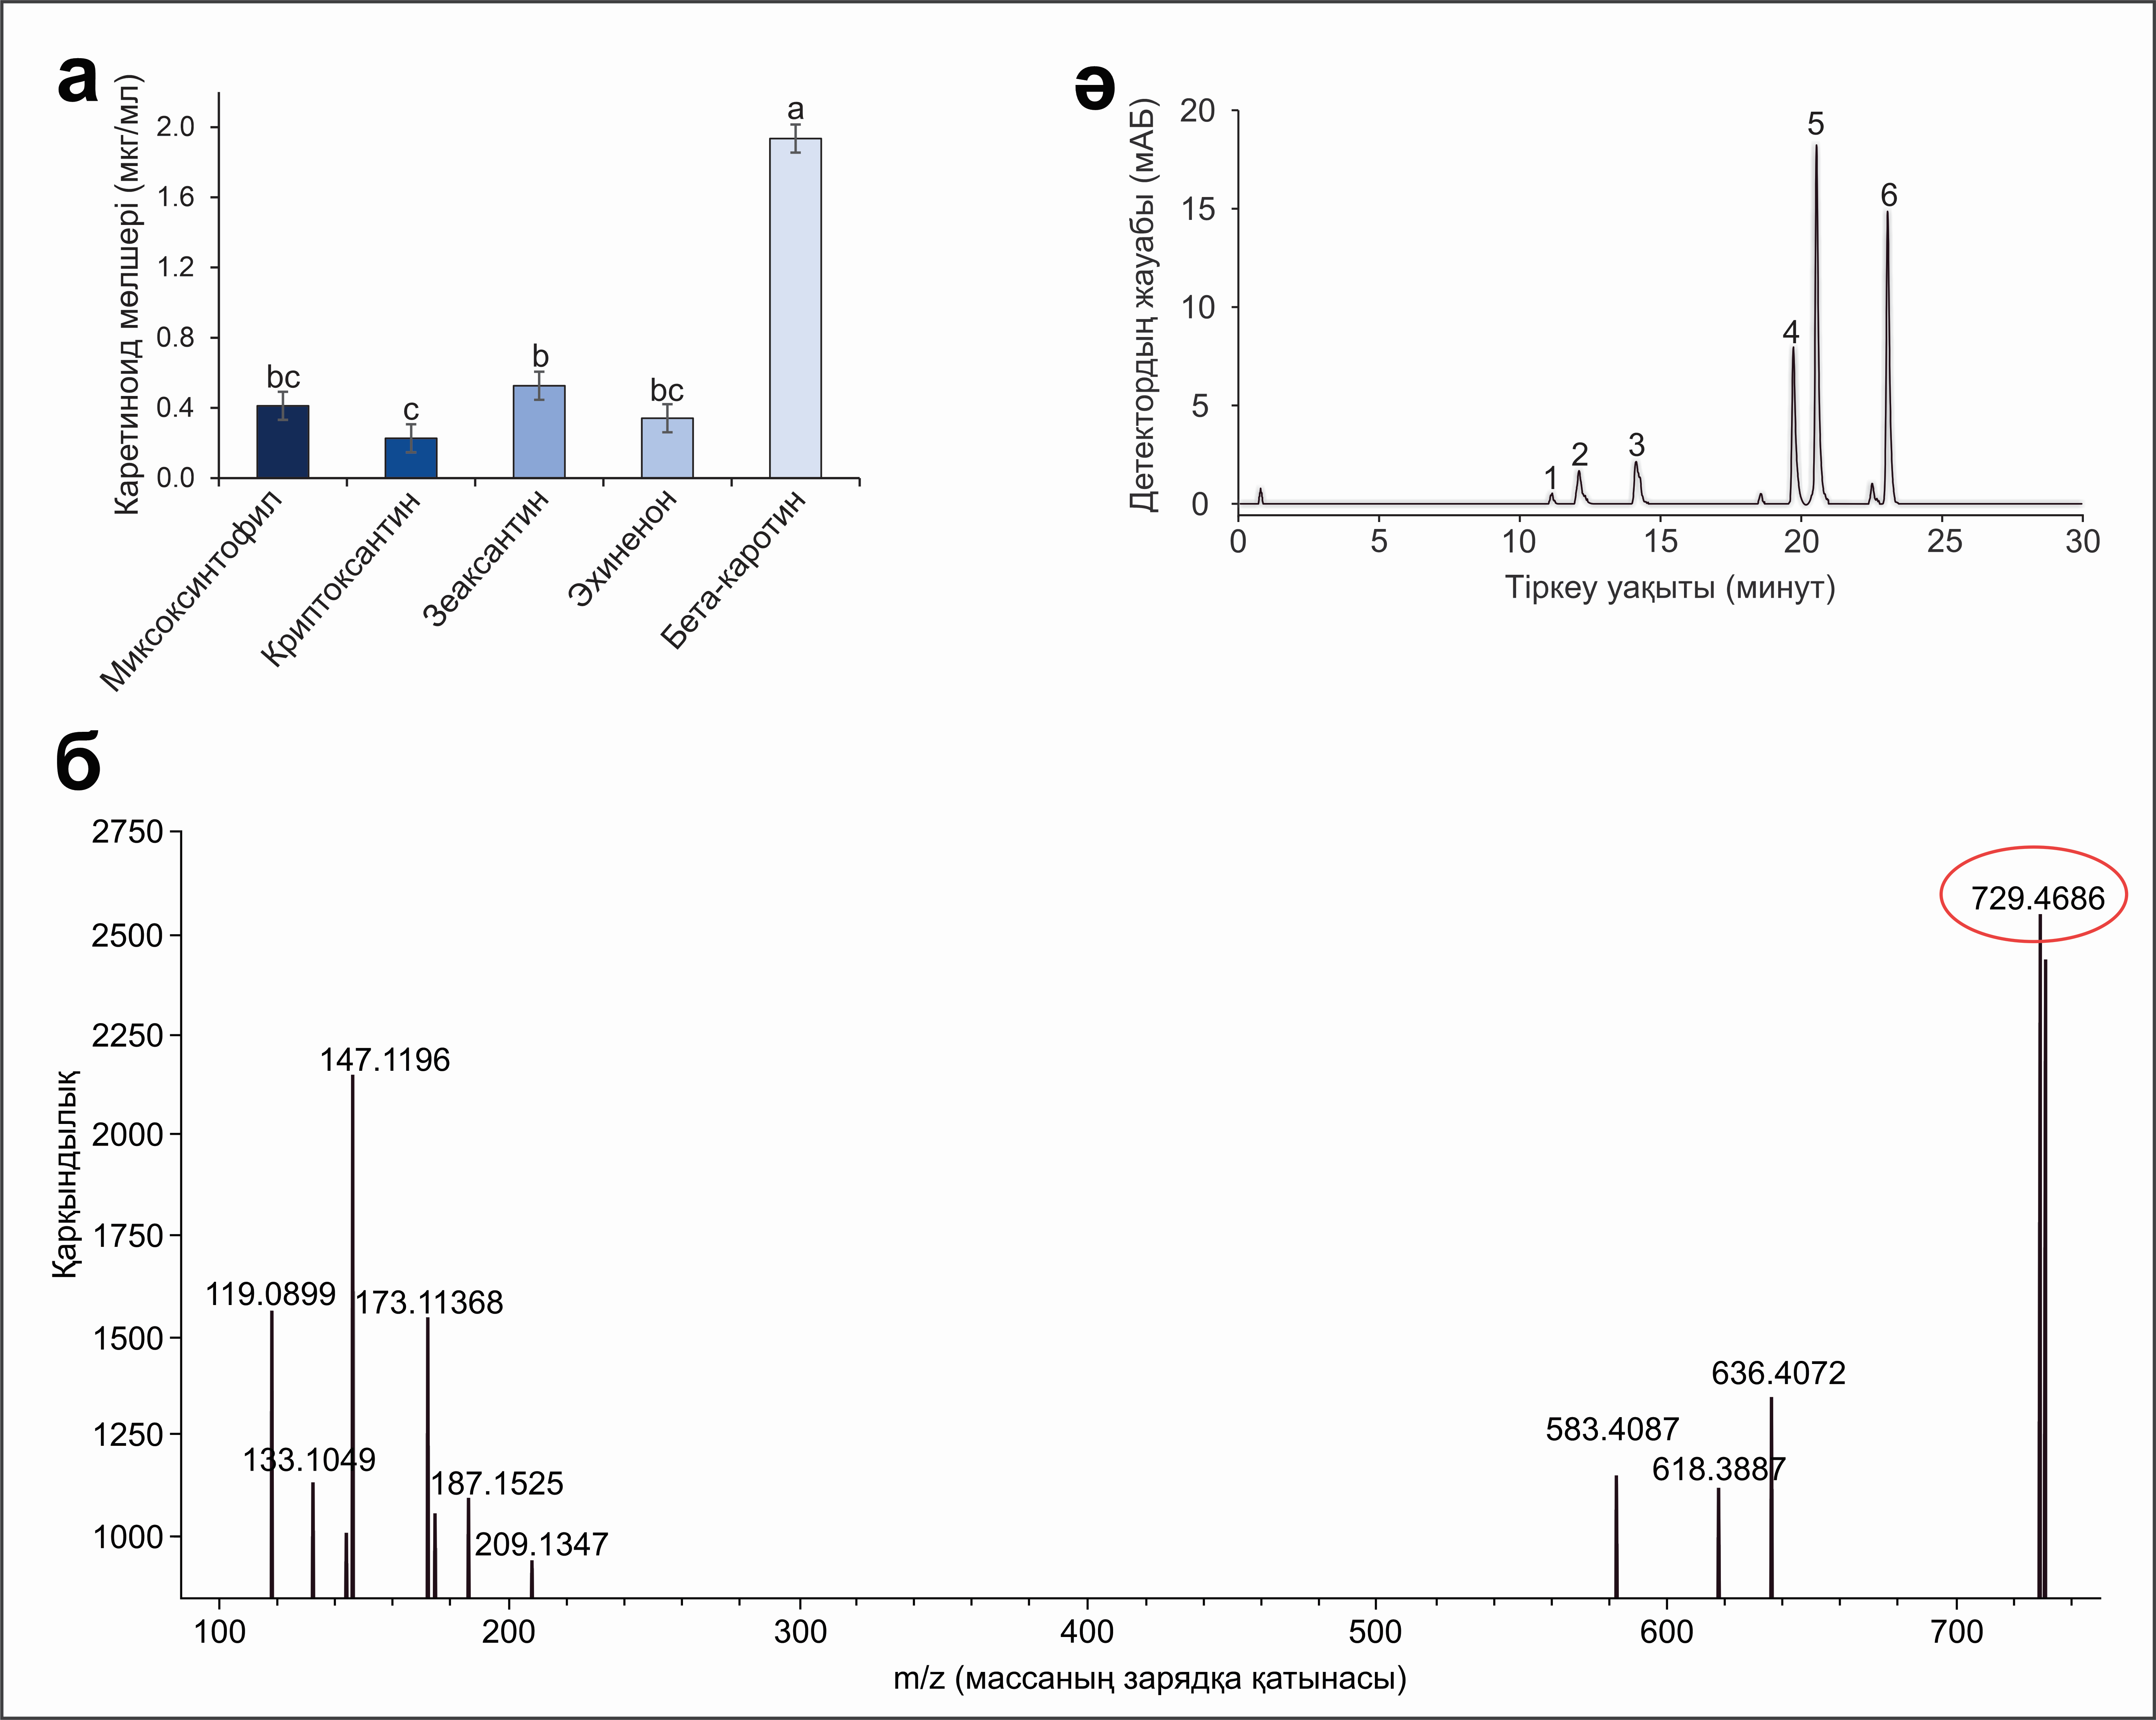 а
Каретиноид мөлшері (мкг/мл)
2.0
1.6
1.2
0.8
0.4
0.0
bc
c
b
bc
a
Миксоксинтофил
Криптоксантин
Зеаксантин
Эхиненон
Бета-каротин
ә
Детектордың жауабы (мАБ)
20
15
10
5
0
1
2
3
4
5
6
0 5 10 15 20 25 30
Тіркеу уақыты (минут)
б
Қарқындылық
2750
2500
2250
2000
1750
1500
1250
1000
119.0899
133.1049
147.1196
173.11368
187.1525
209.1347
583.4087
618.3887
636.4072
729.4686
100 200 300 400 500 600 700
m/z (массаның зарядқа қатынасы)